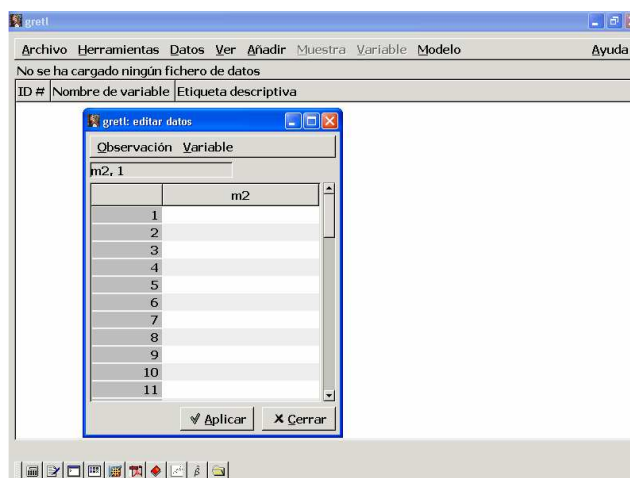 gretl
Archivo Herramientas Datos Ver Añadir Muestra Variable Modelo Ayuda
No se ha cargado ningún fichero de datos
ID # Nombre de variable Etiqueta descriptiva
gretl: editar datos
Observación Variable
m2, 1
m2
1
2
3
4
5
6
7
8
9
10
11
Aplicar Cerrar